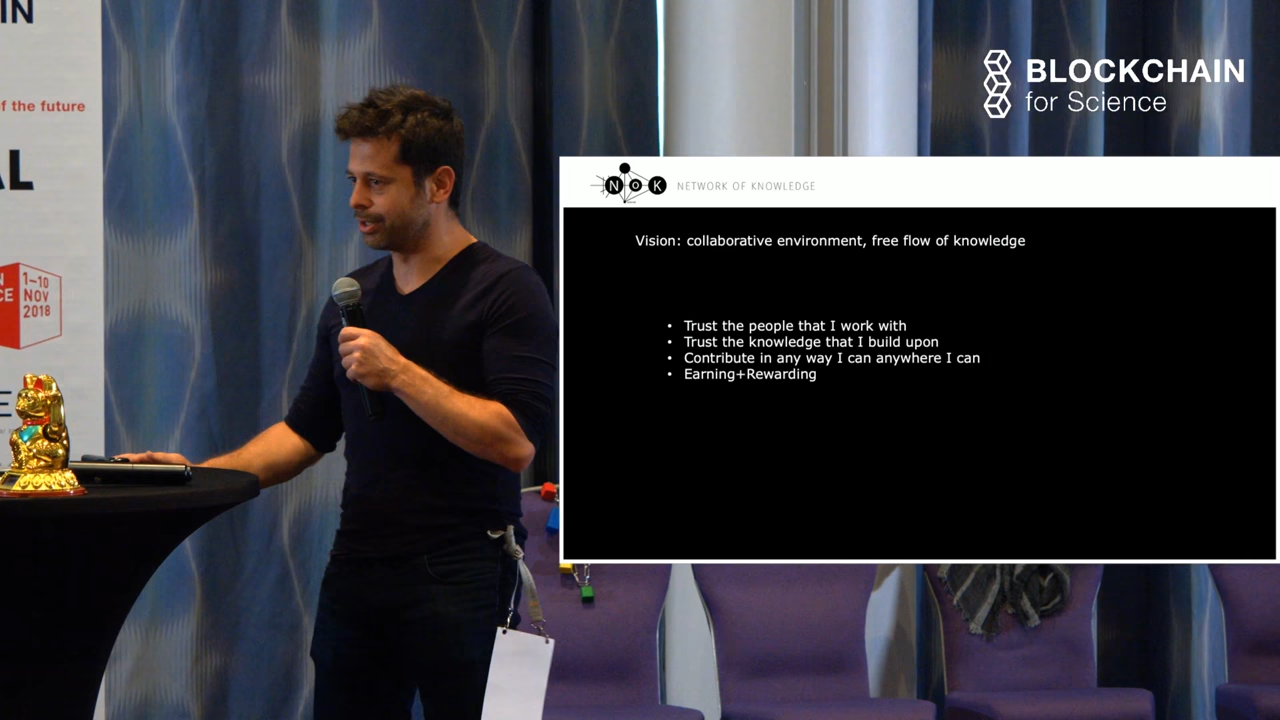 IN
of the future
AL
N
CE
1–10
NOV
2018
E
BLOCKCHAIN
for Science
NOK NETWORK OF KNOWLEDGE
Vision: collaborative environment, free flow of knowledge
• Trust the people that I work with
• Trust the knowledge that I build upon
• Contribute in any way I can anywhere I can
• Earning+Rewarding